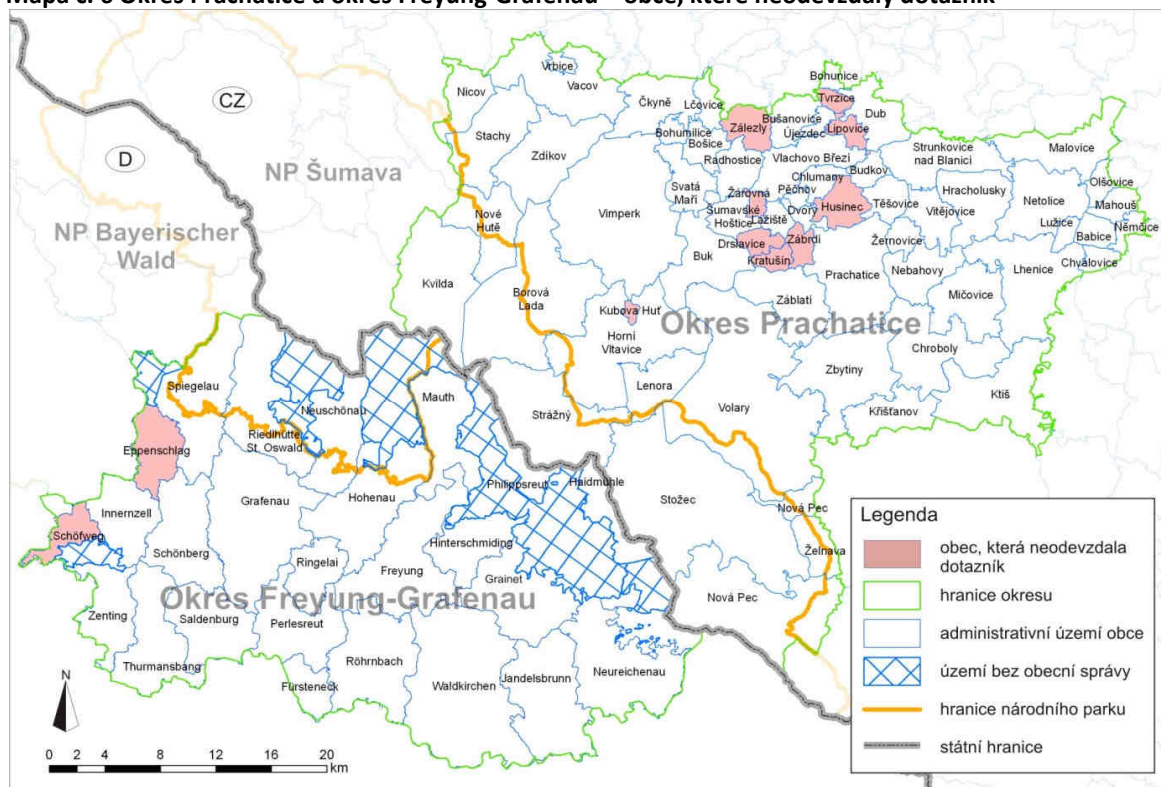 Mapa č. 6 Okres Prachatice a okres Freyung-Grafenau – obce, které neodevzdaly dotazník
CZ
D
NP Šumava
NP Bayerischer
Wald
Okres Prachatice
Okres Freyung-Grafenau
Vrbice
Vacov
Nicov
Čkyně
Lčovice
Bohunice
Tvrzice
Dub
Stachy
Zálezly
Bušanovice
Bohumilice
Bošice
Újezdec
Lipovice
Zdíkov
Radhostice
Vlachovo Březí
Strunkovice
nad Blanicí
Malovice
Chlumany
Budkov
Svatá
Maří
Žárovná
Pěčnov
Hracholusky
Olšovice
Netolice
Mahouš
Nové
Hutě
Vimperk
Šumavské
Hoštice
Lažiště
Dvory
Husinec
Těšovice
Vitějovice
Lužice
Němčice
Babice
Drslavice
Zábrdí
Žernovice
Buk
Kratušín
Prachatice
Nebahovy
Lhenice
Chvalovice
Kvilda
Borová
Lada
Mičovice
Kubova Huť
Záblatí
Horní
Vltavice
Chroboly
Zbytiny
Lenora
Ktiš
Křišťanov
Strážný
Volary
Stožec
Nová Pec
Želnava
Nová Pec
Spiegelau
Neuschönau
Mauth
Riedlhütte
St. Oswald
Eppenschlag
Grafenau
Hohenau
Philippsreut
Haidmühle
Innernzell
Schöfweg
Schönberg
Ringelai
Freyung
Hinterschmiding
Grainet
Zenting
Saldenburg
Perlesreut
Thurmansbang
Röhrnbach
Fürsteneck
Waldkirchen
Jandelsbrunn
Neureichenau
N
0 2 4 8 12 16 20
km
Legenda
obec, která neodevzdala
dotazník
hranice okresu
administrativní území obce
území bez obecní správy
hranice národního parku
státní hranice